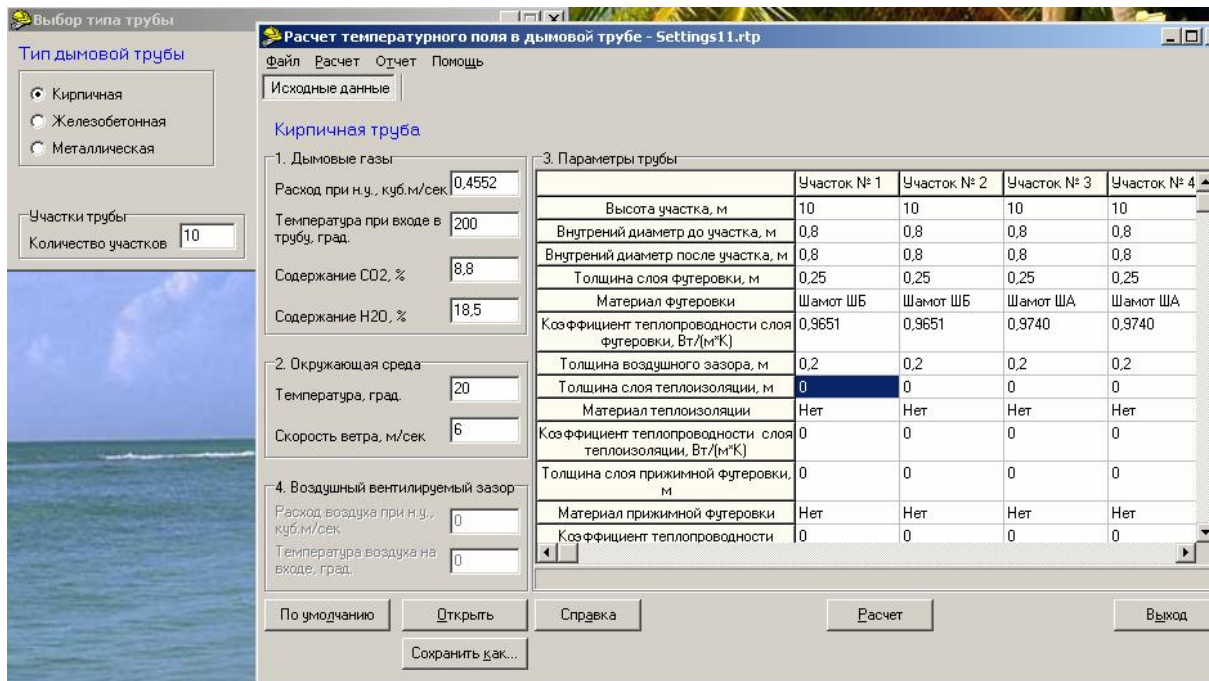 Выбор типа трубы
Тип дымовой трубы
Кирпичная
Железобетонная
Металлическая
Участки трубы
Количество участков 10
Расчет температурного поля в дымовой трубе - Settings11.rtp
Файл Расчет Отчет Помощь
Исходные данные
Кирпичная труба
1. Дымовые газы
Расход при н.у., куб.м/сек 0,4552
Температура при входе в
трубу, град. 200
Содержание CO2, % 8,8
Содержание H2O, % 18,5
2. Окружающая среда
Температура, град. 20
Скорость ветра, м/сек 6
4. Воздушный вентилируемый зазор
Расход воздуха при н.у.,
куб.м/сек 0
Температура воздуха на
входе, град. 0
3. Параметры трубы
Участок № 1 Участок № 2 Участок № 3 Участок № 4
Высота участка, м 10 10 10 10
Внутрений диаметр до участка, м 0,8 0,8 0,8 0,8
Внутрений диаметр после участка, м 0,8 0,8 0,8 0,8
Толщина слоя футеровки, м 0,25 0,25 0,25 0,25
Материал футеровки Шамот ШБ Шамот ШБ Шамот ША Шамот ША
Коэффициент теплопроводности слоя 0,9651 0,9651 0,9740 0,9740
футеровки, Вт/(м*К)
Толщина воздушного зазора, м 0,2 0,2 0,2 0,2
Толщина слоя теплоизоляции, м 0 0 0 0
Материал теплоизоляции Нет Нет Нет Нет
Коэффициент теплопроводности слоя 0 0 0 0
теплоизоляции, Вт/(м*К)
Толщина слоя прижимной футеровки, 0 0 0 0
м
Материал прижимной футеровки Нет Нет Нет Нет
Коэффициент теплопроводности 0 0 0 0
По умолчанию Открыть Справка Расчет Выход
Сохранить как...